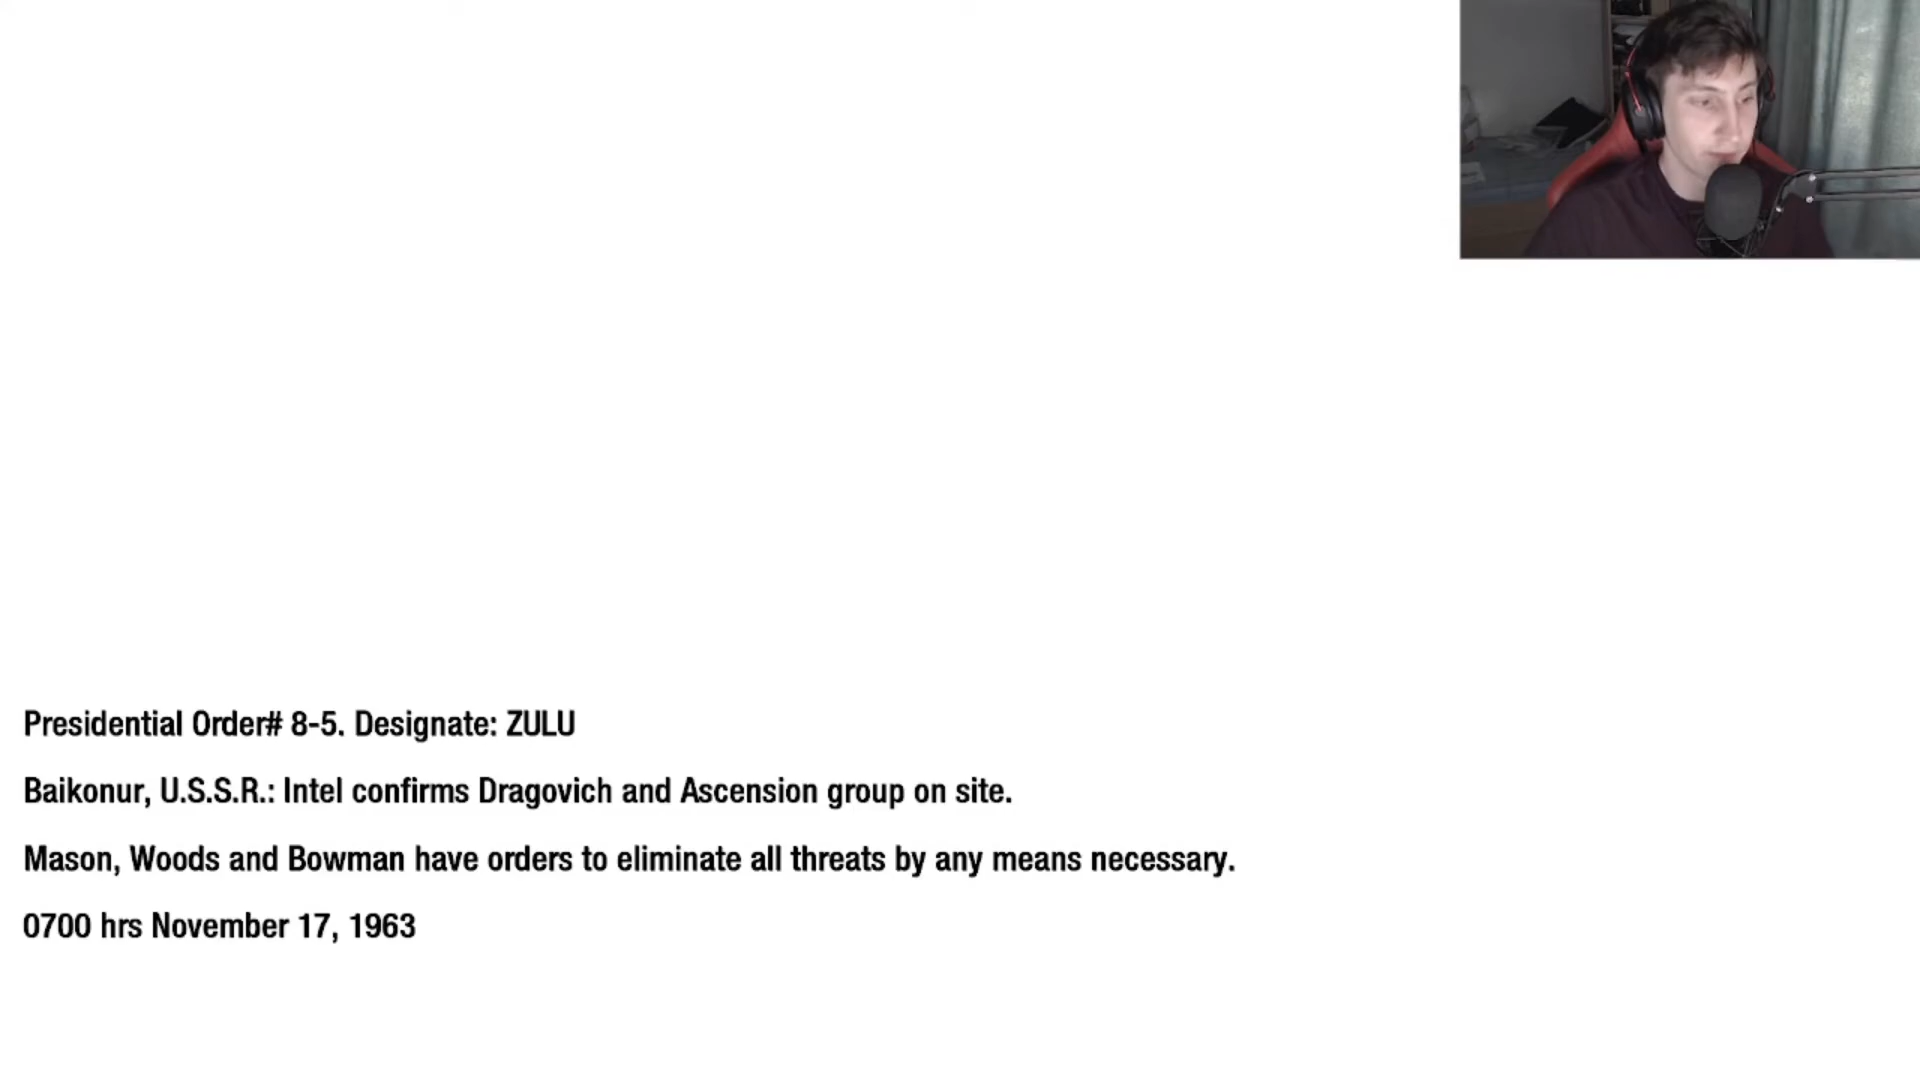 Presidential Order# 8-5. Designate: ZULU
Baikonur, U.S.S.R.: Intel confirms Dragovich and Ascension group on site.
Mason, Woods and Bowman have orders to eliminate all threats by any means necessary.
0700 hrs November 17, 1963